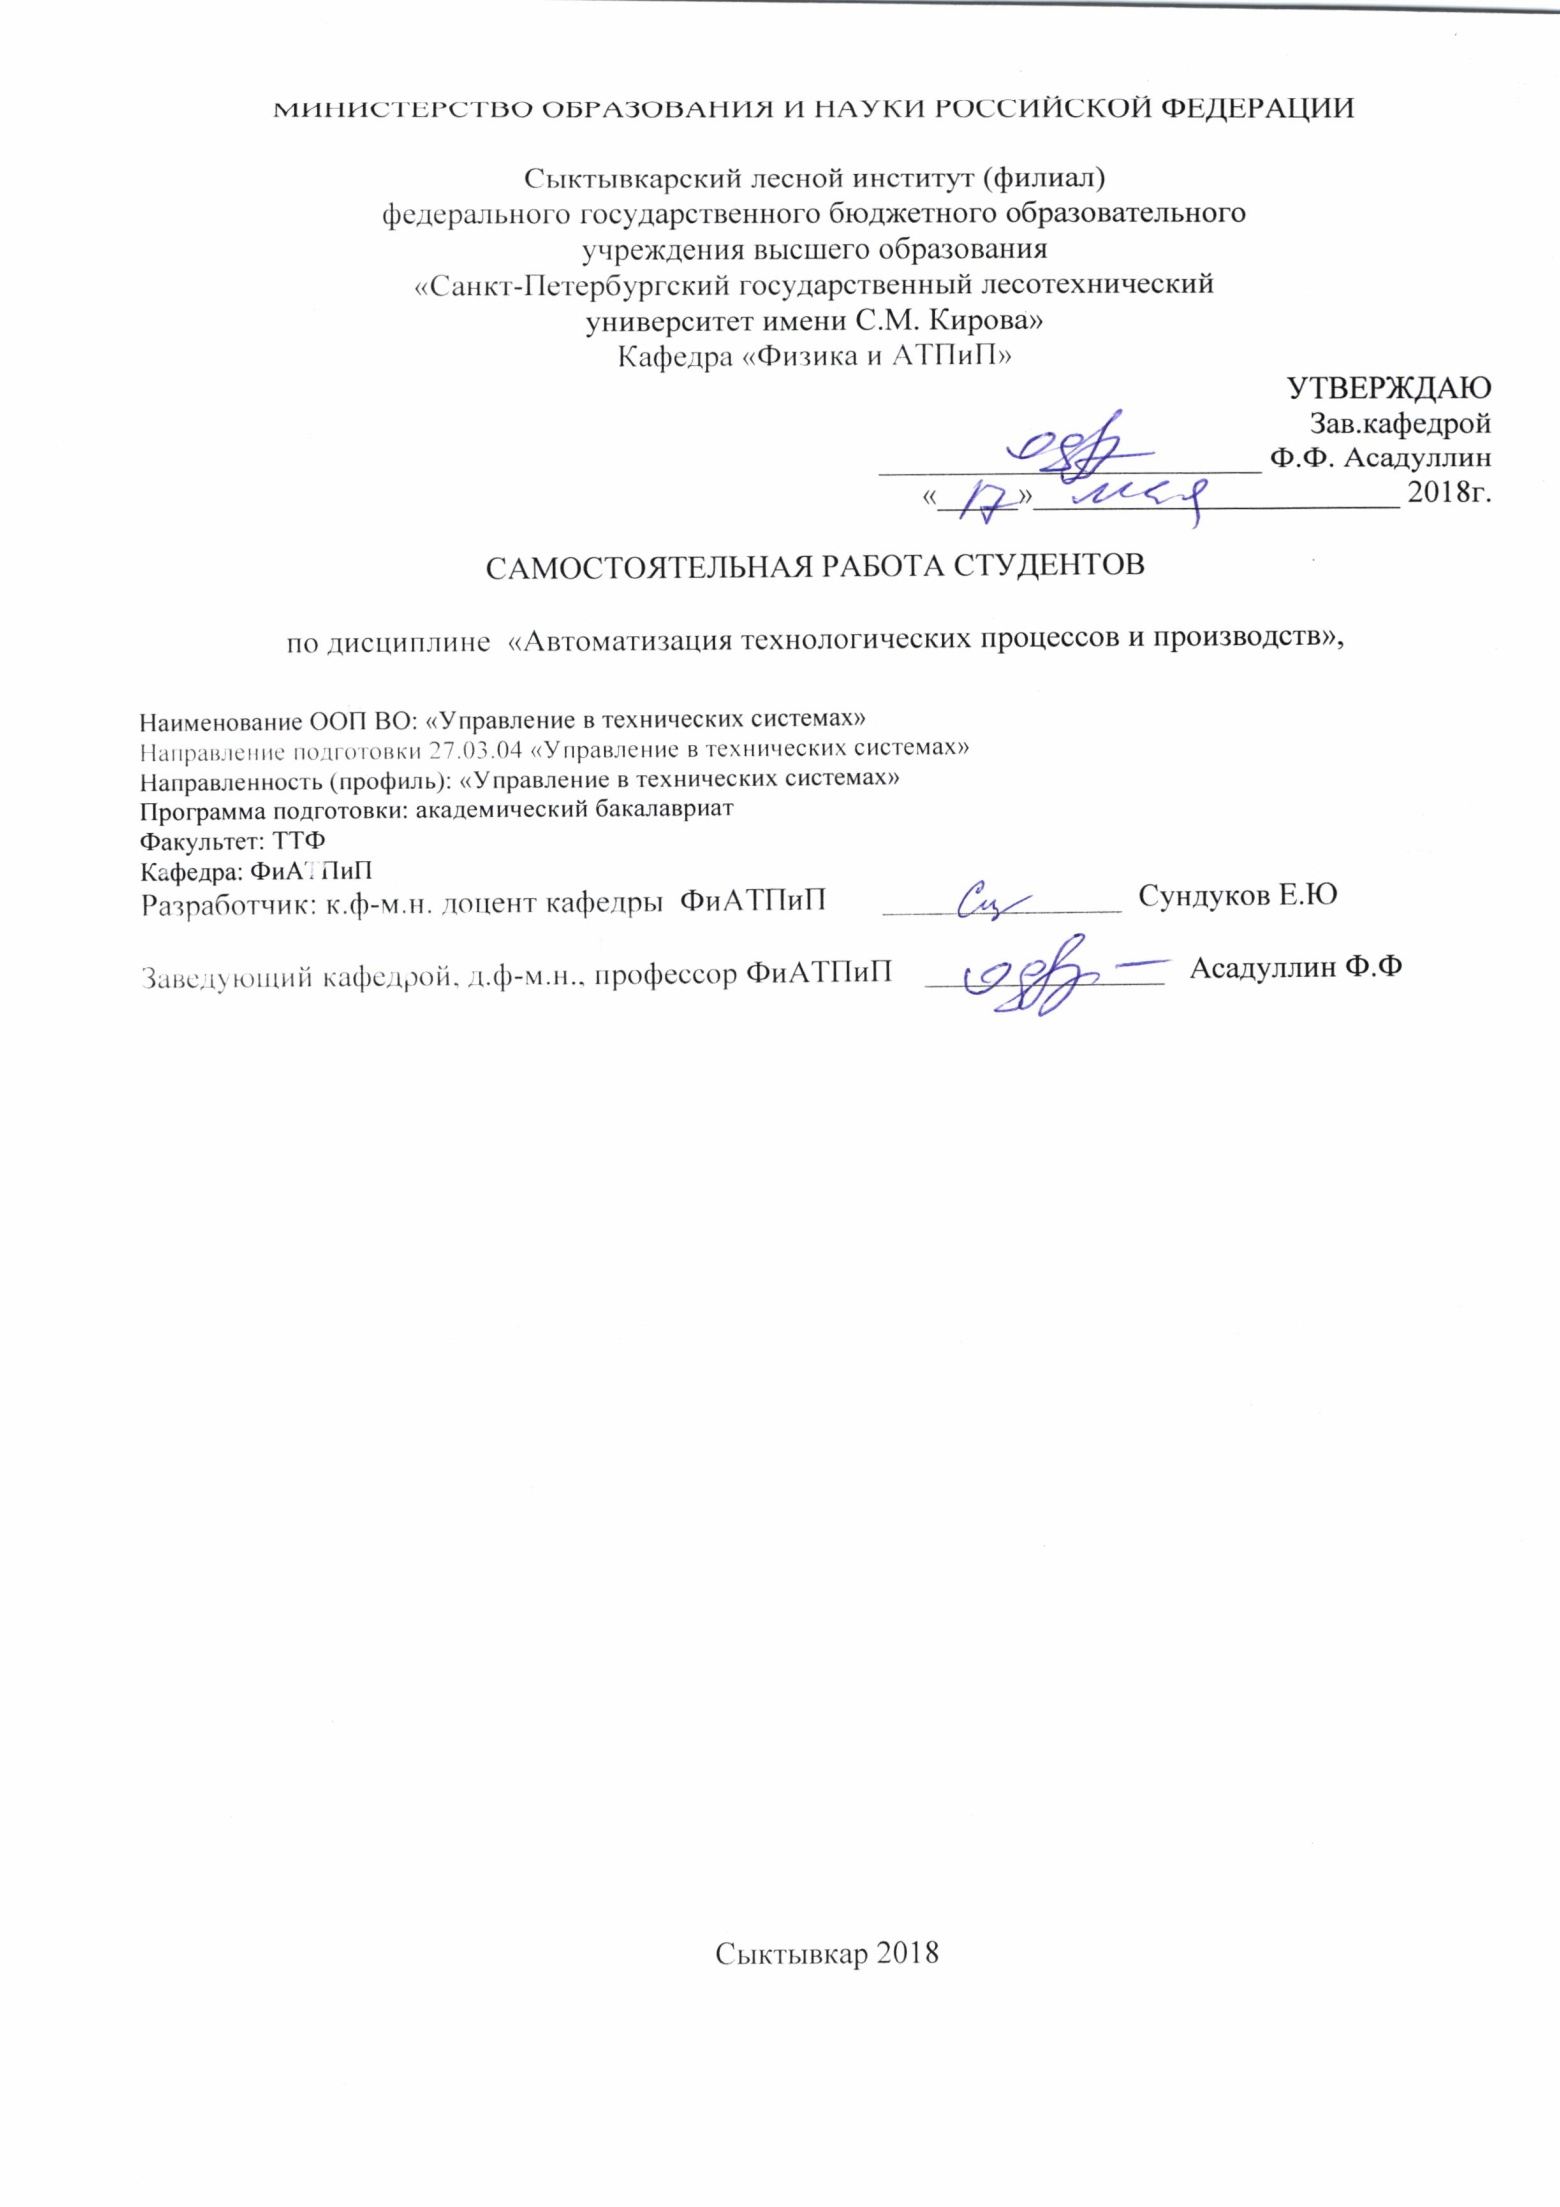 МИНИСТЕРСТВО ОБРАЗОВАНИЯ И НАУКИ РОССИЙСКОЙ ФЕДЕРАЦИИ
Сыктывкарский лесной институт (филиал)
федерального государственного бюджетного образовательного
учреждения высшего образования
«Санкт-Петербургский государственный лесотехнический
университет имени С.М. Кирова»
Кафедра «Физика и АТПиП»
УТВЕРЖДАЮ
Зав.кафедрой
Ф.Ф. Асадуллин
«17» мая 2018г.
САМОСТОЯТЕЛЬНАЯ РАБОТА СТУДЕНТОВ
по дисциплине «Автоматизация технологических процессов и производств»,
Наименование ООП ВО: «Управление в технических системах»
Направление подготовки 27.03.04 «Управление в технических системах»
Направленность (профиль): «Управление в технических системах»
Программа подготовки: академический бакалавриат
Факультет: ТТФ
Кафедра: ФиАТПиП
Разработчик: к.ф-м.н. доцент кафедры ФиАТПиП Сундуков Е.Ю
Заведующий кафедрой, д.ф-м.н., профессор ФиАТПиП Асадуллин Ф.Ф
Сыктывкар 2018